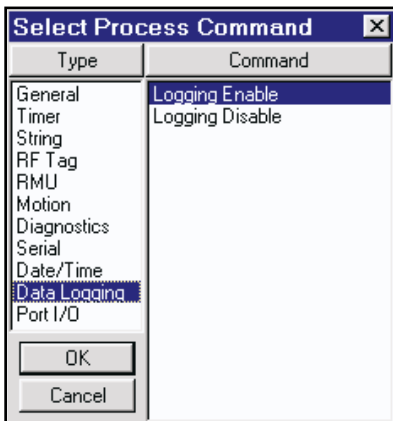 Select Process Command
Type
Command
General
Timer
String
RF Tag
RMU
Motion
Diagnostics
Serial
Date/Time
Data Logging
Port I/O
OK
Cancel
Logging Enable
Logging Disable